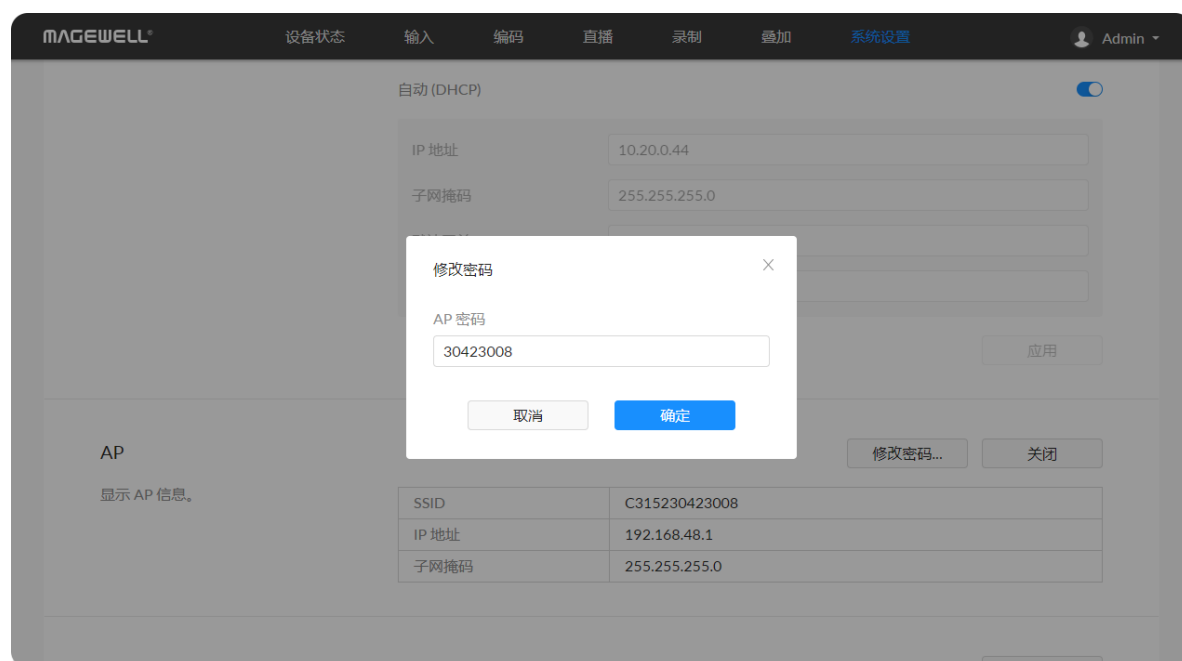 MAGEWELL®
设备状态 输入 编码 直播 录制 叠加 系统设置 Admin
自动 (DHCP)
IP 地址 10.20.0.44
子网掩码 255.255.255.0
修改密码
AP 密码
30423008
应用
取消 确定
AP 修改密码... 关闭
显示 AP 信息。
SSID C315230423008
IP 地址 192.168.48.1
子网掩码 255.255.255.0